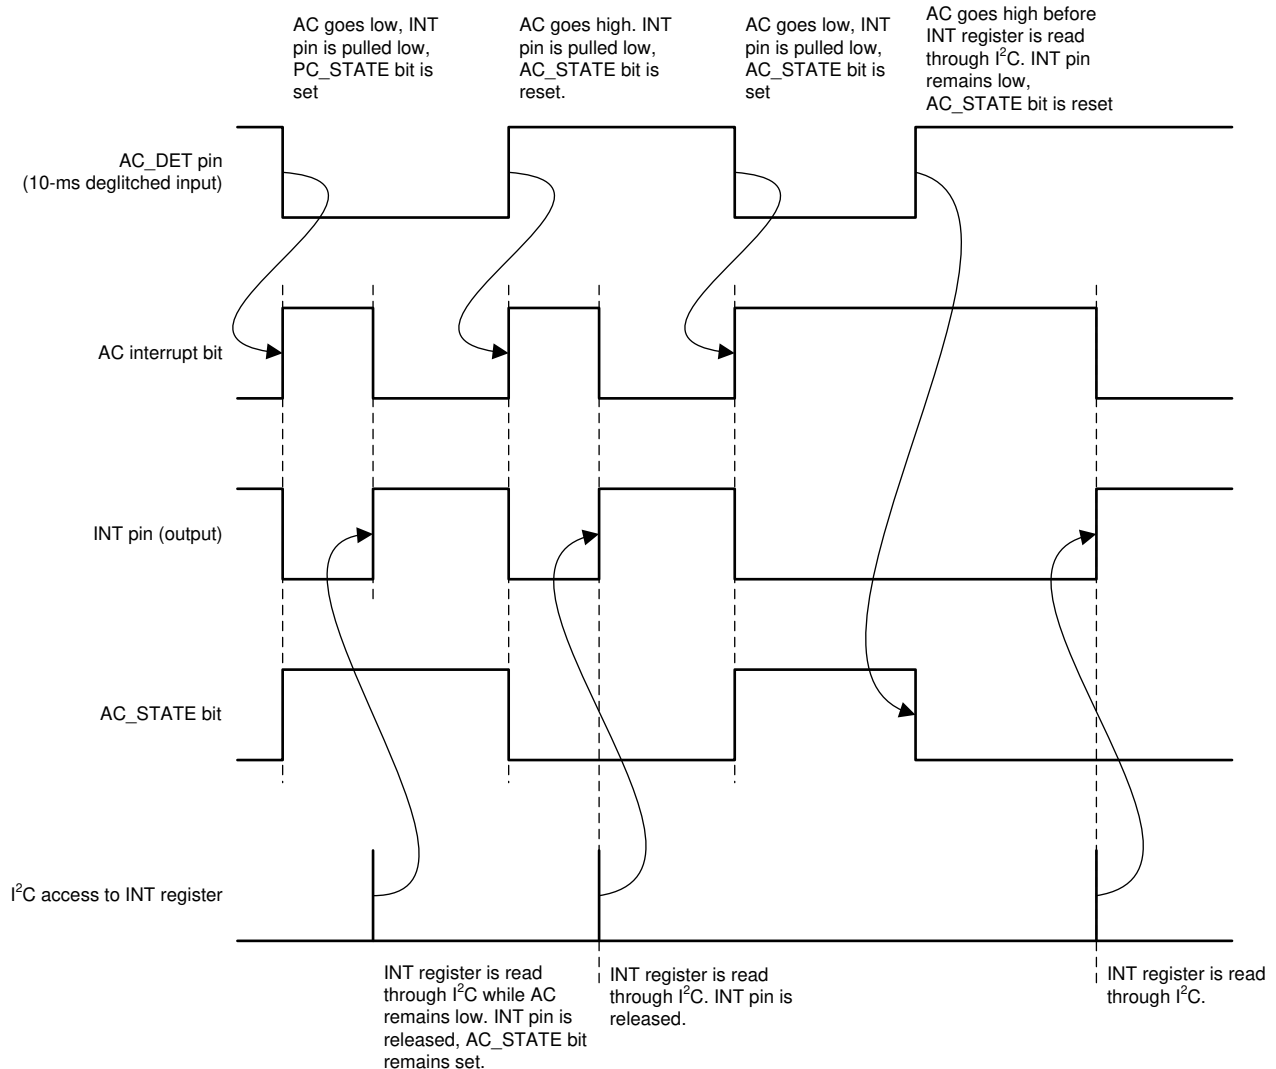 AC goes low, INT
pin is pulled low,
PC_STATE bit is
set
AC goes high. INT
pin is pulled low,
AC_STATE bit is
reset.
AC goes low, INT
pin is pulled low,
AC_STATE bit is
set
AC goes high before
INT register is read
through I²C. INT pin
remains low,
AC_STATE bit is reset
AC_DET pin
(10-ms deglitched input)
AC interrupt bit
INT pin (output)
AC_STATE bit
I²C access to INT register
INT register is read
through I²C while AC
remains low. INT pin is
released, AC_STATE bit
remains set.
INT register is read
through I²C. INT pin is
released.
INT register is read
through I²C.